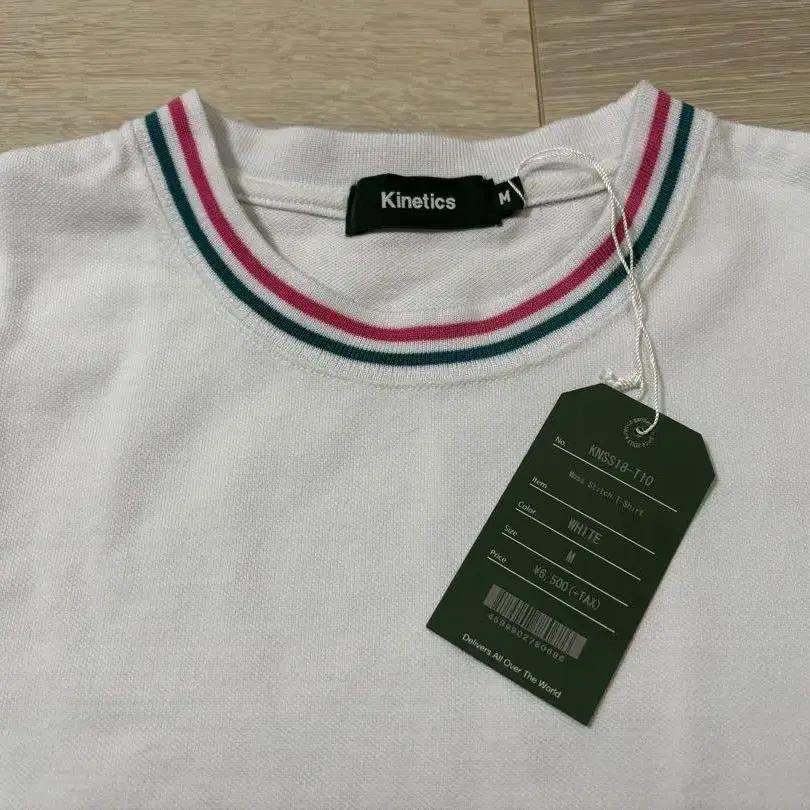 Kinetics
M
No.
KNSS18-T10
Item
Moss Stitch T-Shirt
Color
WHITE
Size
M
Price
¥6,500(+TAX)
4589902760686
Delivers All Over The World